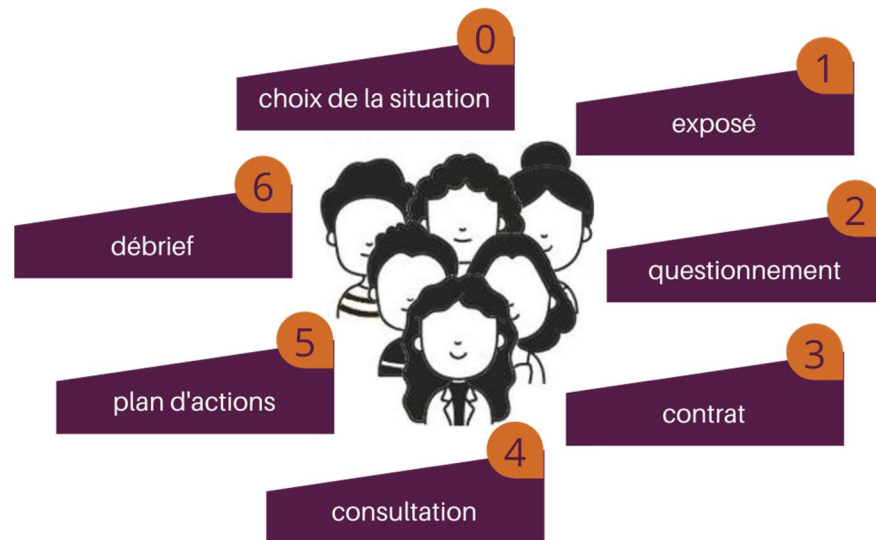 0
choix de la situation
1
exposé
2
questionnement
3
contrat
4
consultation
5
plan d'actions
6
débrief